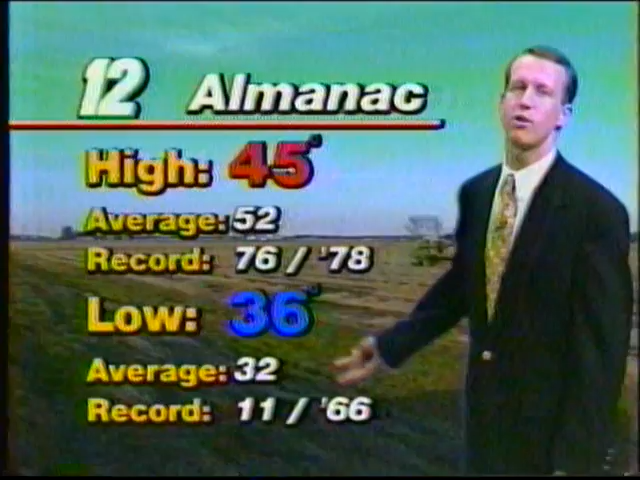 12 Almanac
High: 45°
Average: 52
Record: 76 / '78
Low: 36°
Average: 32
Record: 11 / '66